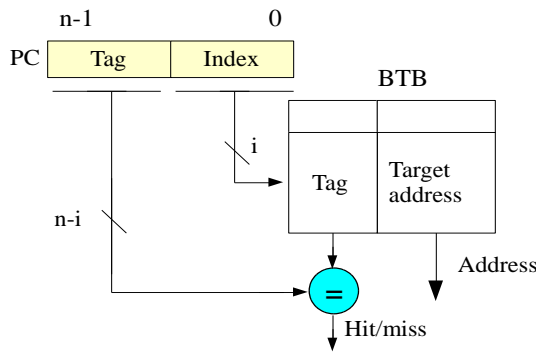 n-1 0
PC Tag Index
BTB
i
Tag Target
address
n-i
Address
=
Hit/miss